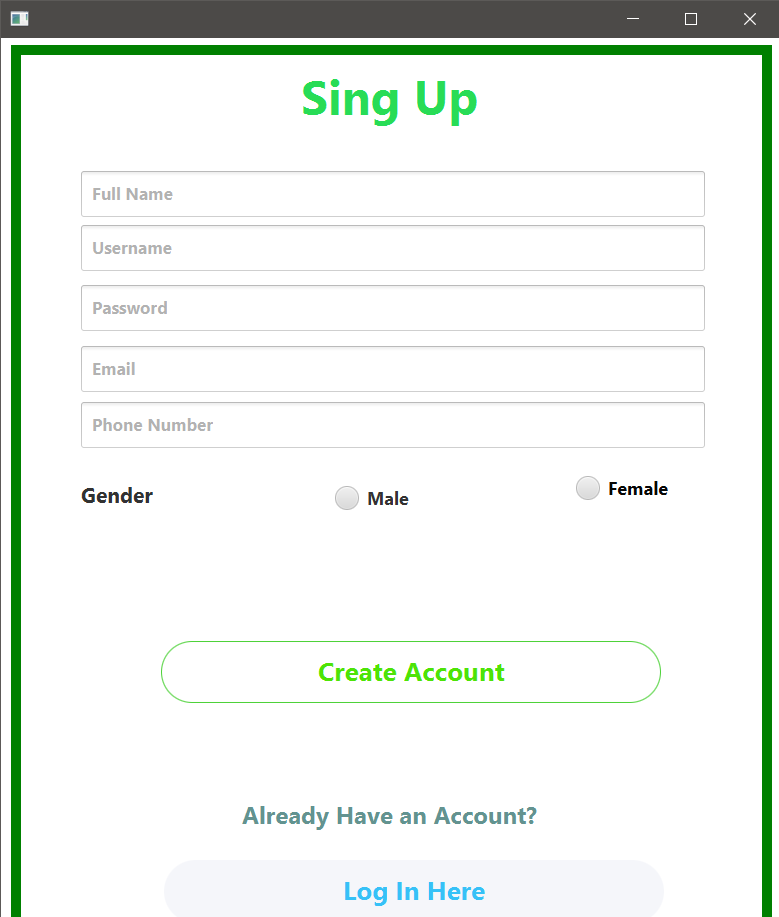 Sing Up
Full Name
Username
Password
Email
Phone Number
Gender Male Female
Create Account
Already Have an Account?
Log In Here